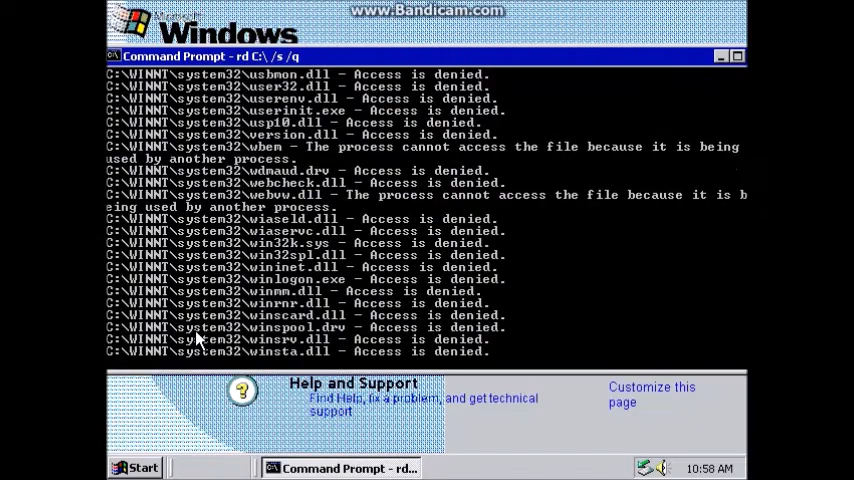 www.Bandicam.com
Microsoft
Windows
Command Prompt - rd C:\ /s /q
C:\WINNT\system32\usbmon.dll - Access is denied.
C:\WINNT\system32\user32.dll - Access is denied.
C:\WINNT\system32\userenv.dll - Access is denied.
C:\WINNT\system32\userinit.exe - Access is denied.
C:\WINNT\system32\usp10.dll - Access is denied.
C:\WINNT\system32\version.dll - Access is denied.
C:\WINNT\system32\wbem - The process cannot access the file because it is being
used by another process.
C:\WINNT\system32\wdmaud.drv - Access is denied.
C:\WINNT\system32\webcheck.dll - Access is denied.
C:\WINNT\system32\webvw.dll - The process cannot access the file because it is b
eing used by another process.
C:\WINNT\system32\wiaseld.dll - Access is denied.
C:\WINNT\system32\wiaservc.dll - Access is denied.
C:\WINNT\system32\win32k.sys - Access is denied.
C:\WINNT\system32\win32spl.dll - Access is denied.
C:\WINNT\system32\wininet.dll - Access is denied.
C:\WINNT\system32\winlogon.exe - Access is denied.
C:\WINNT\system32\winmm.dll - Access is denied.
C:\WINNT\system32\winrnr.dll - Access is denied.
C:\WINNT\system32\winscard.dll - Access is denied.
C:\WINNT\system32\winspool.drv - Access is denied.
C:\WINNT\system32\winsrv.dll - Access is denied.
C:\WINNT\system32\winsta.dll - Access is denied.
Help and Support
Find Help, fix a problem, and get technical
support
Customize this
page
Start
Command Prompt - rd...
10:58 AM